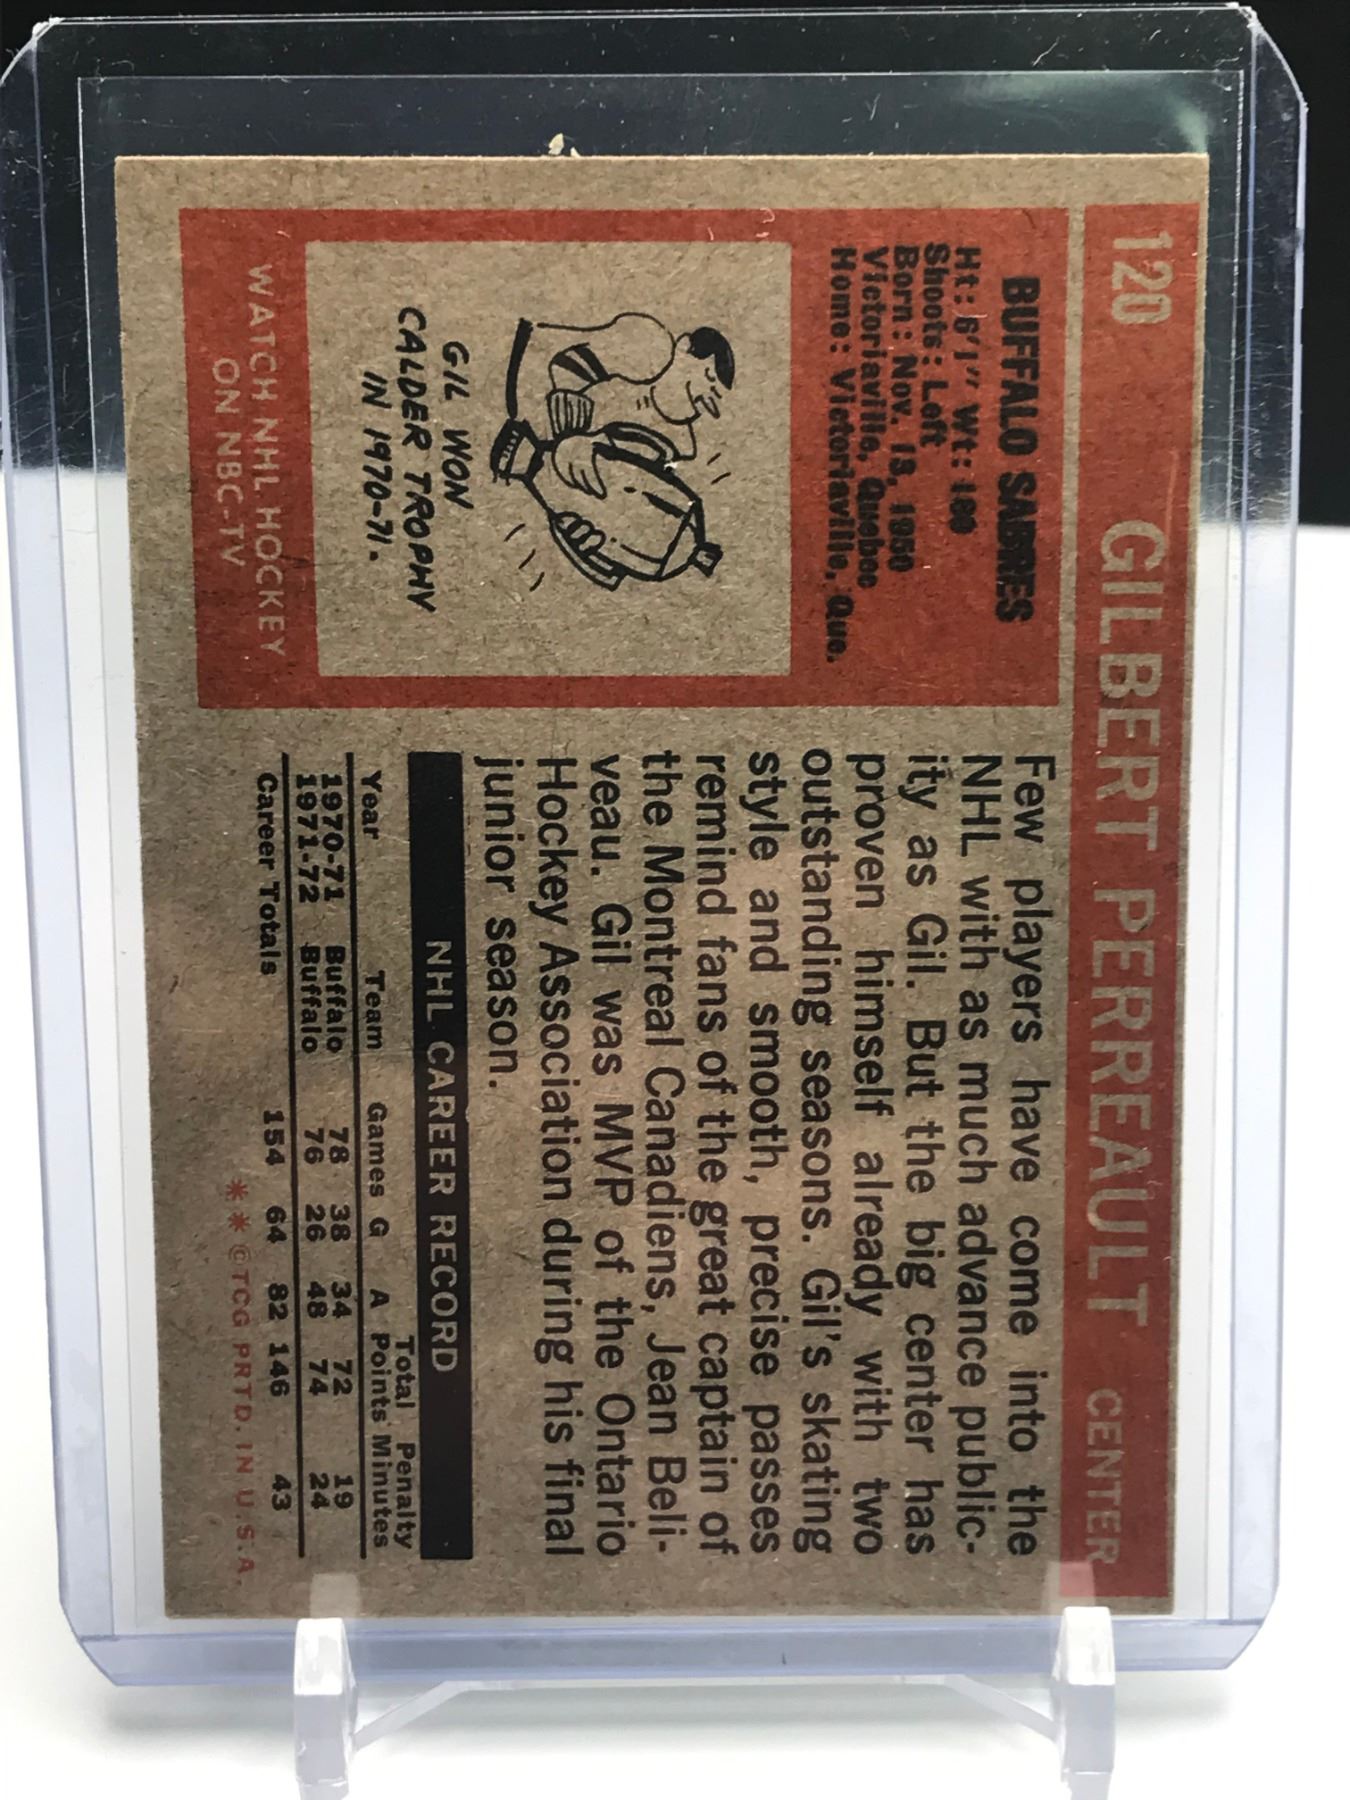 120 GILBERT PERREAULT CENTER
BUFFALO SABRES
Ht: 6'1" Wt: 190
Shoots: Left
Born: Nov. 13, 1950
Victoriaville, Quebec
Home: Victoriaville, Que.
GIL WON
CALDER TROPHY
IN 1970-71.
WATCH NHL HOCKEY
ON NBC-TV
Few players have come into the
NHL with as much advance public-
ity as Gil. But the big center has
proven himself already with two
outstanding seasons. Gil's skating
style and smooth, precise passes
remind fans of the great captain of
the Montreal Canadiens, Jean Beli-
veau. Gil was MVP of the Ontario
Hockey Association during his final
junior season.
NHL CAREER RECORD
Total Penalty
Year Team Games G A Points Minutes
1970-71 Buffalo 78 38 34 72 19
1971-72 Buffalo 76 26 48 74 24
Career Totals 154 64 82 146 43
**©TCG PRTD. IN U.S.A.